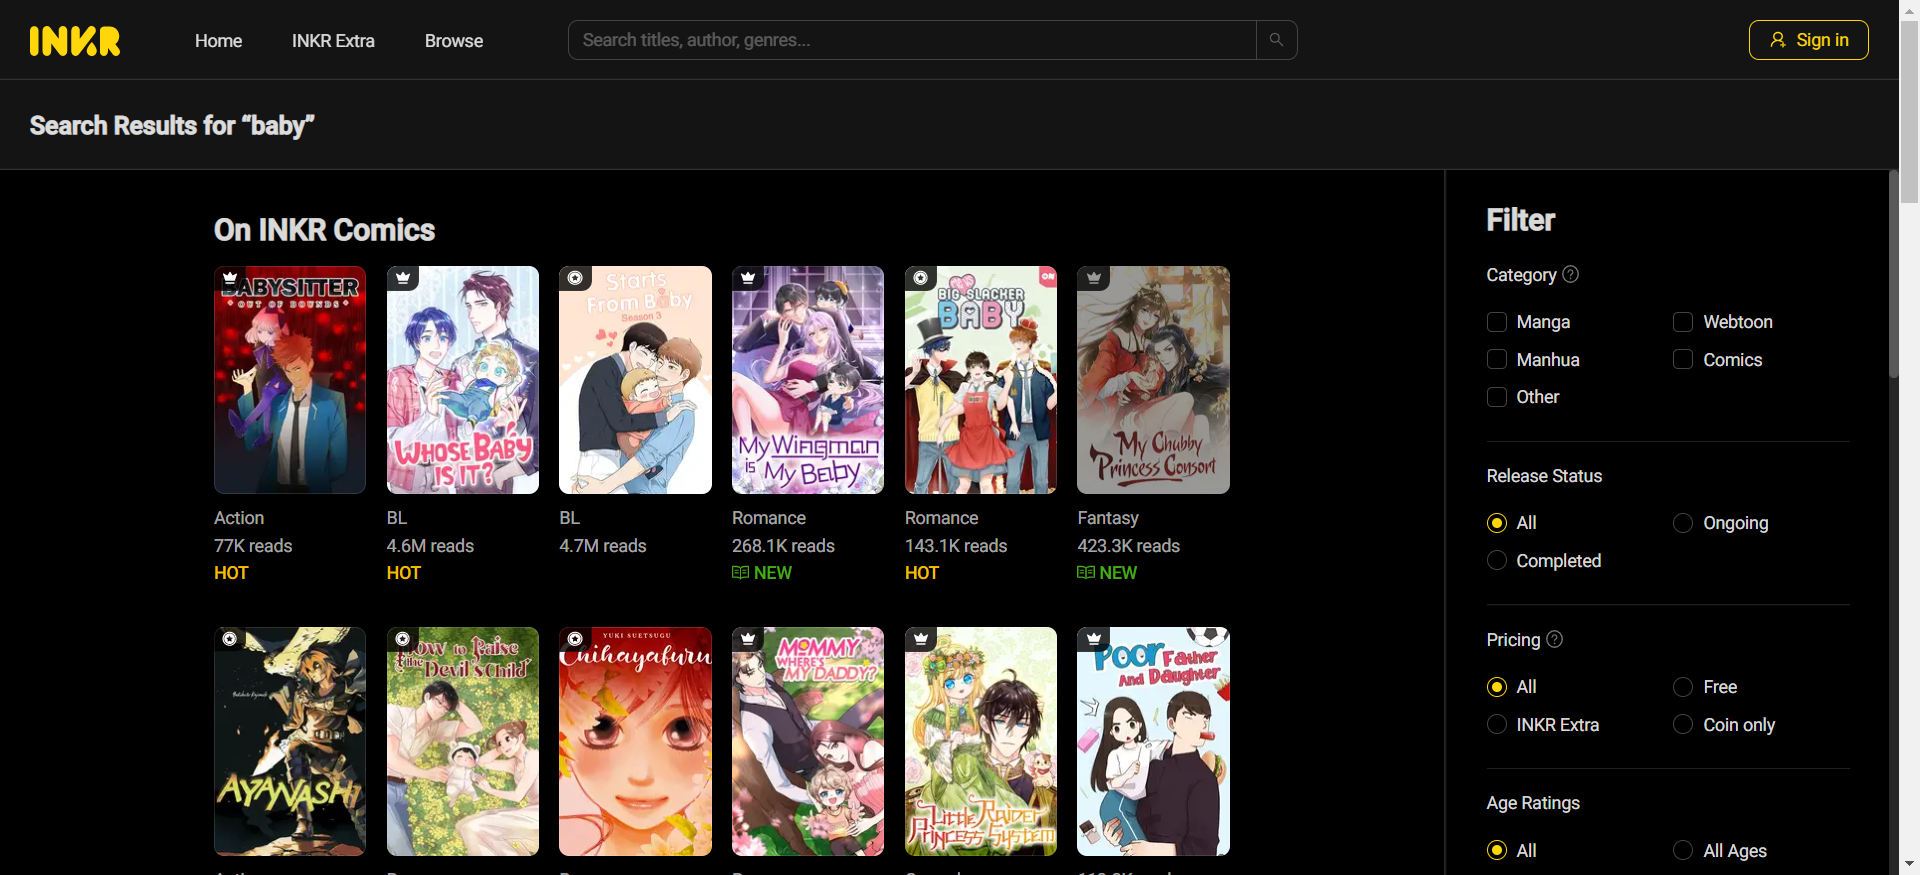 INKR
Home
INKR Extra
Browse
Search titles, author, genres...
Sign in
Search Results for “baby”
On INKR Comics
BABYSITTER
OUT OF BOUNDS
WHOSE BABY
IS IT?
Starts
From Baby
Season 3
My Wingman
is My Baby
BIG SLACKER
BABY
My Chubby
Princess Consort
Action
77K reads
HOT
BL
4.6M reads
HOT
BL
4.7M reads
Romance
268.1K reads
NEW
Romance
143.1K reads
HOT
Fantasy
423.3K reads
NEW
AYANASHI
How to Raise
the Devil's Child
YUKI SUETSUGU
Chihayafuru
MOMMY
WHERE'S
MY DADDY?
Little Raider
Princess System
Poor Father
And Daughter
Filter
Category
Manga
Webtoon
Manhua
Comics
Other
Release Status
All
Ongoing
Completed
Pricing
All
Free
INKR Extra
Coin only
Age Ratings
All
All Ages